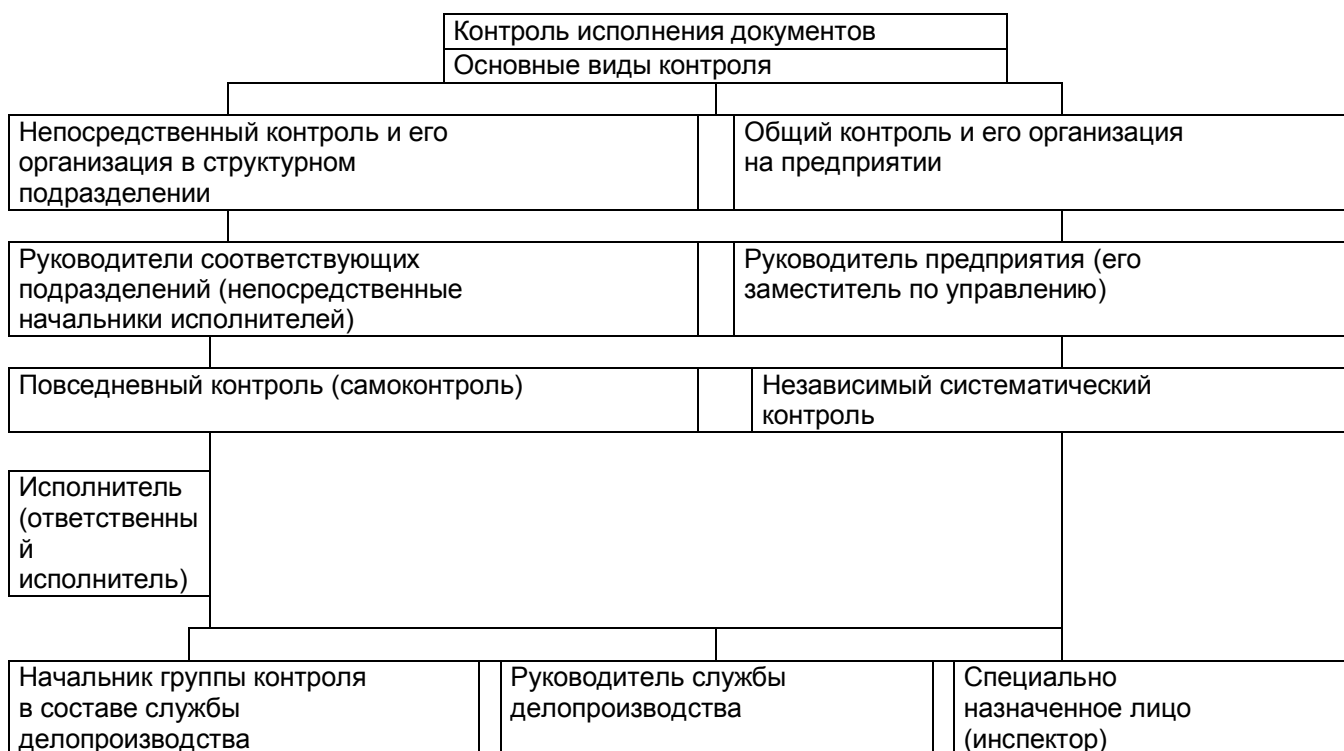 Контроль исполнения документов
Основные виды контроля
Непосредственный контроль и его
организация в структурном
подразделении
Общий контроль и его организация
на предприятии
Руководители соответствующих
подразделений (непосредственные
начальники исполнителей)
Руководитель предприятия (его
заместитель по управлению)
Повседневный контроль (самоконтроль)
Независимый систематический
контроль
Исполнитель
(ответственны
й
исполнитель)
Начальник группы контроля
в составе службы
делопроизводства
Руководитель службы
делопроизводства
Специально
назначенное лицо
(инспектор)